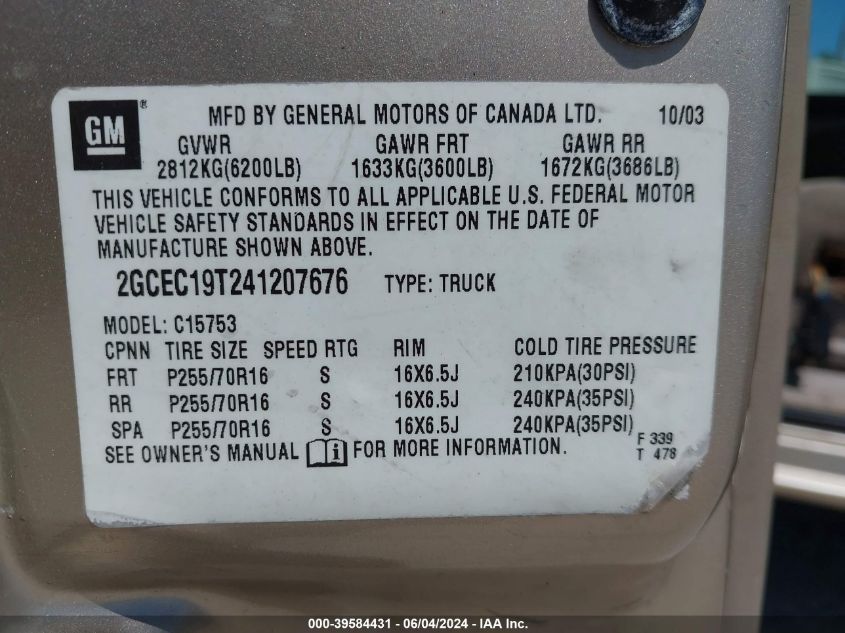 GM ® MFD BY GENERAL MOTORS OF CANADA LTD. 10/03
GVWR GAWR FRT GAWR RR
2812KG(6200LB) 1633KG(3600LB) 1672KG(3686LB)
THIS VEHICLE CONFORMS TO ALL APPLICABLE U.S. FEDERAL MOTOR
VEHICLE SAFETY STANDARDS IN EFFECT ON THE DATE OF
MANUFACTURE SHOWN ABOVE.
2GCEC19T241207676 TYPE: TRUCK
MODEL: C15753
CPNN TIRE SIZE SPEED RTG RIM COLD TIRE PRESSURE
FRT P255/70R16 S 16X6.5J 210KPA(30PSI)
RR P255/70R16 S 16X6.5J 240KPA(35PSI)
SPA P255/70R16 S 16X6.5J 240KPA(35PSI)
SEE OWNER'S MANUAL i FOR MORE INFORMATION.
F 339
T 478
000-39584431 - 06/04/2024 - IAA Inc.